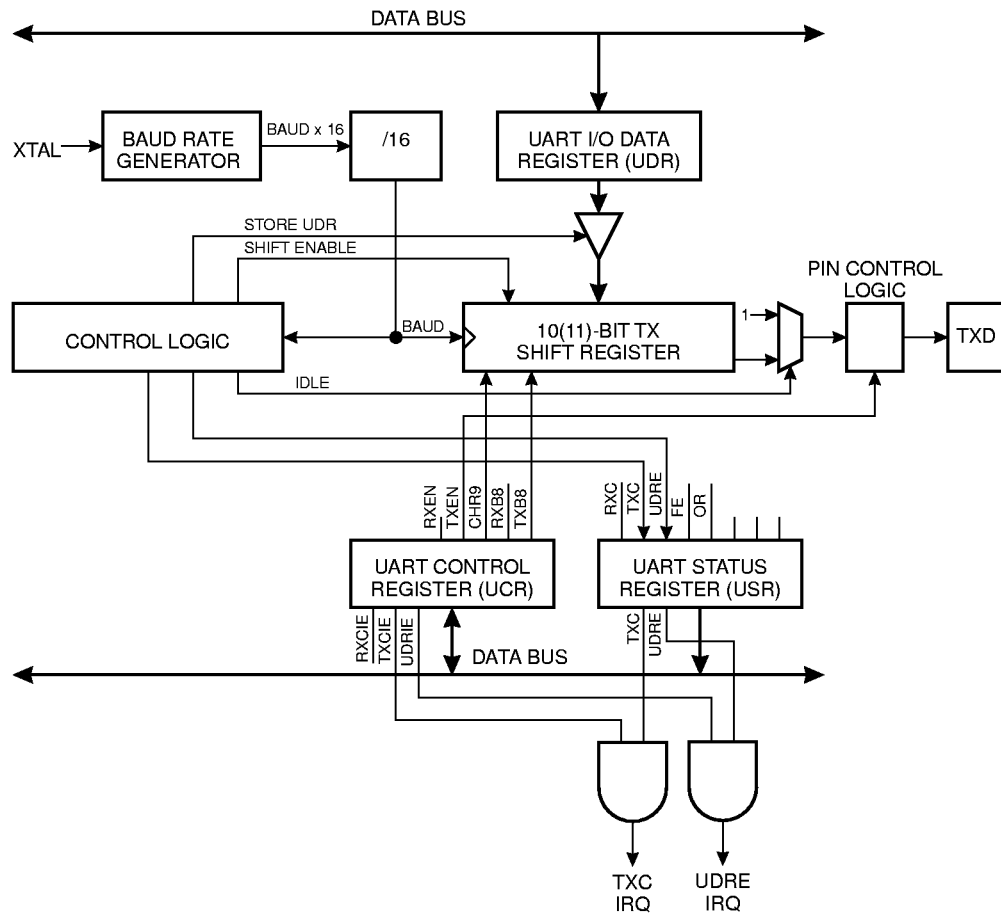 DATA BUS
XTAL
BAUD RATE
GENERATOR
BAUD x 16
/16
UART I/O DATA
REGISTER (UDR)
STORE UDR
SHIFT ENABLE
PIN CONTROL
LOGIC
CONTROL LOGIC
BAUD
10(11)-BIT TX
SHIFT REGISTER
1
TXD
IDLE
RXEN
TXEN
CHR9
RXB8
TXB8
RXC
TXC
UDRE
FE
OR
UART CONTROL
REGISTER (UCR)
UART STATUS
REGISTER (USR)
RXCIE
TXCIE
UDRIE
TXC
UDRE
DATA BUS
TXC
IRQ
UDRE
IRQ